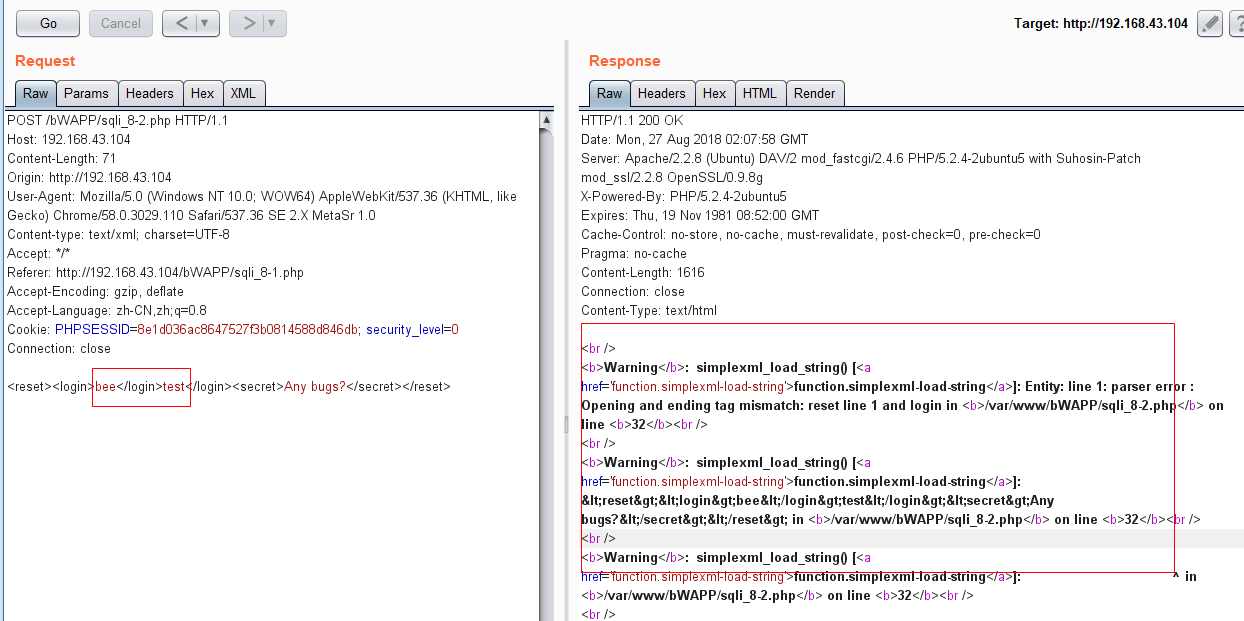 Go Cancel < > Target: http://192.168.43.104
Request
Raw Params Headers Hex XML
POST /bWAPP/sqli_8-2.php HTTP/1.1
Host: 192.168.43.104
Content-Length: 71
Origin: http://192.168.43.104
User-Agent: Mozilla/5.0 (Windows NT 10.0; WOW64) AppleWebKit/537.36 (KHTML, like
Gecko) Chrome/58.0.3029.110 Safari/537.36 SE 2.X MetaSr 1.0
Content-type: text/xml; charset=UTF-8
Accept: */*
Referer: http://192.168.43.104/bWAPP/sqli_8-1.php
Accept-Encoding: gzip, deflate
Accept-Language: zh-CN,zh;q=0.8
Cookie: PHPSESSID=8e1d036ac8647527f3b0814588d846db; security_level=0
Connection: close
<reset><login>bee</login>test</login><secret>Any bugs?</secret></reset>
Response
Raw Headers Hex HTML Render
HTTP/1.1 200 OK
Date: Mon, 27 Aug 2018 02:07:58 GMT
Server: Apache/2.2.8 (Ubuntu) DAV/2 mod_fastcgi/2.4.6 PHP/5.2.4-2ubuntu5 with Suhosin-Patch
mod_ssl/2.2.8 OpenSSL/0.9.8g
X-Powered-By: PHP/5.2.4-2ubuntu5
Expires: Thu, 19 Nov 1981 08:52:00 GMT
Cache-Control: no-store, no-cache, must-revalidate, post-check=0, pre-check=0
Pragma: no-cache
Content-Length: 1616
Connection: close
Content-Type: text/html
<br />
<b>Warning</b>:  simplexml_load_string() [<a
href='function.simplexml-load-string'>function.simplexml-load-string</a>]: Entity: line 1: parser error :
Opening and ending tag mismatch: reset line 1 and login in <b>/var/www/bWAPP/sqli_8-2.php</b> on
line <b>32</b><br />
<br />
<b>Warning</b>:  simplexml_load_string() [<a
href='function.simplexml-load-string'>function.simplexml-load-string</a>]:
&lt;reset&gt;&lt;login&gt;bee&lt;/login&gt;test&lt;/login&gt;&lt;secret&gt;Any
bugs?&lt;/secret&gt;&lt;/reset&gt; in <b>/var/www/bWAPP/sqli_8-2.php</b> on line <b>32</b><br />
<br />
<b>Warning</b>:  simplexml_load_string() [<a
href='function.simplexml-load-string'>function.simplexml-load-string</a>]: ^ in
<b>/var/www/bWAPP/sqli_8-2.php</b> on line <b>32</b><br />
<br />